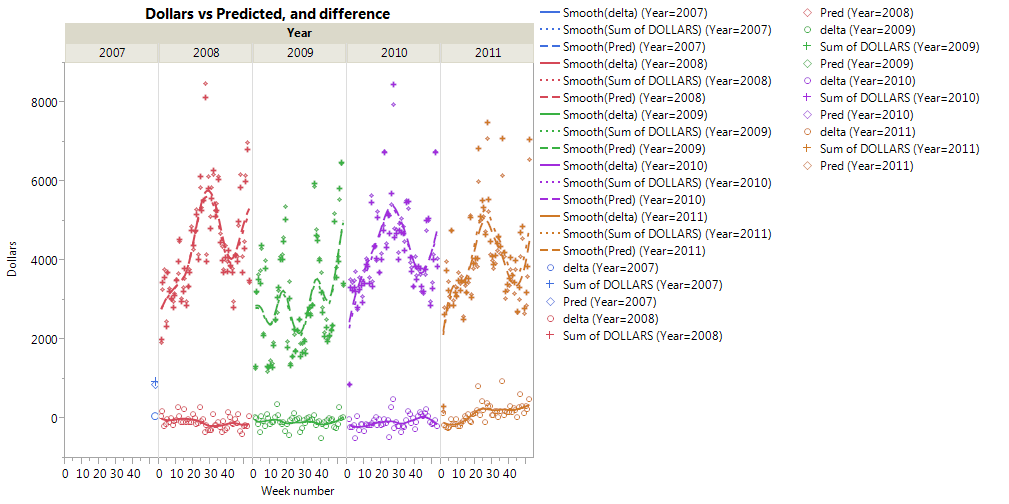 Dollars vs Predicted, and difference
Year
2007 2008 2009 2010 2011
Dollars
8000
6000
4000
2000
0
0 10 20 30 40 0 10 20 30 40 0 10 20 30 40 0 10 20 30 40 0 10 20 30 40
Week number
Smooth(delta) (Year=2007)
Smooth(Sum of DOLLARS) (Year=2007)
Smooth(Pred) (Year=2007)
Smooth(delta) (Year=2008)
Smooth(Sum of DOLLARS) (Year=2008)
Smooth(Pred) (Year=2008)
Smooth(delta) (Year=2009)
Smooth(Sum of DOLLARS) (Year=2009)
Smooth(Pred) (Year=2009)
Smooth(delta) (Year=2010)
Smooth(Sum of DOLLARS) (Year=2010)
Smooth(Pred) (Year=2010)
Smooth(delta) (Year=2011)
Smooth(Sum of DOLLARS) (Year=2011)
Smooth(Pred) (Year=2011)
delta (Year=2007)
Sum of DOLLARS (Year=2007)
Pred (Year=2007)
delta (Year=2008)
Sum of DOLLARS (Year=2008)
Pred (Year=2008)
delta (Year=2009)
Sum of DOLLARS (Year=2009)
Pred (Year=2009)
delta (Year=2010)
Sum of DOLLARS (Year=2010)
Pred (Year=2010)
delta (Year=2011)
Sum of DOLLARS (Year=2011)
Pred (Year=2011)